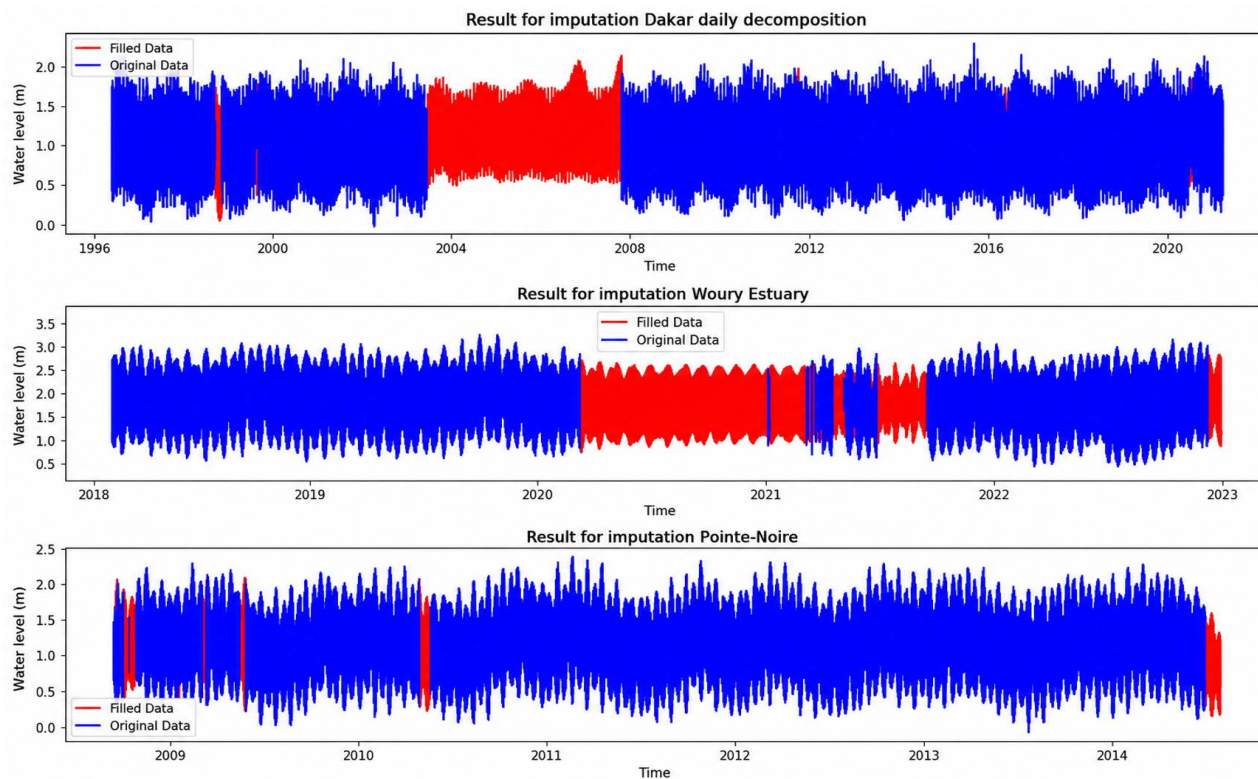 Result for imputation Dakar daily decomposition
Filled Data
Original Data
Water level (m)
2.0
1.5
1.0
0.5
0.0
1996 2000 2004 2008 2012 2016 2020
Time
Result for imputation Woury Estuary
Filled Data
Original Data
Water level (m)
3.5
3.0
2.5
2.0
1.5
1.0
0.5
2018 2019 2020 2021 2022 2023
Time
Result for imputation Pointe-Noire
Water level (m)
2.5
2.0
1.5
1.0
0.5
0.0
Filled Data
Original Data
2009 2010 2011 2012 2013 2014
Time